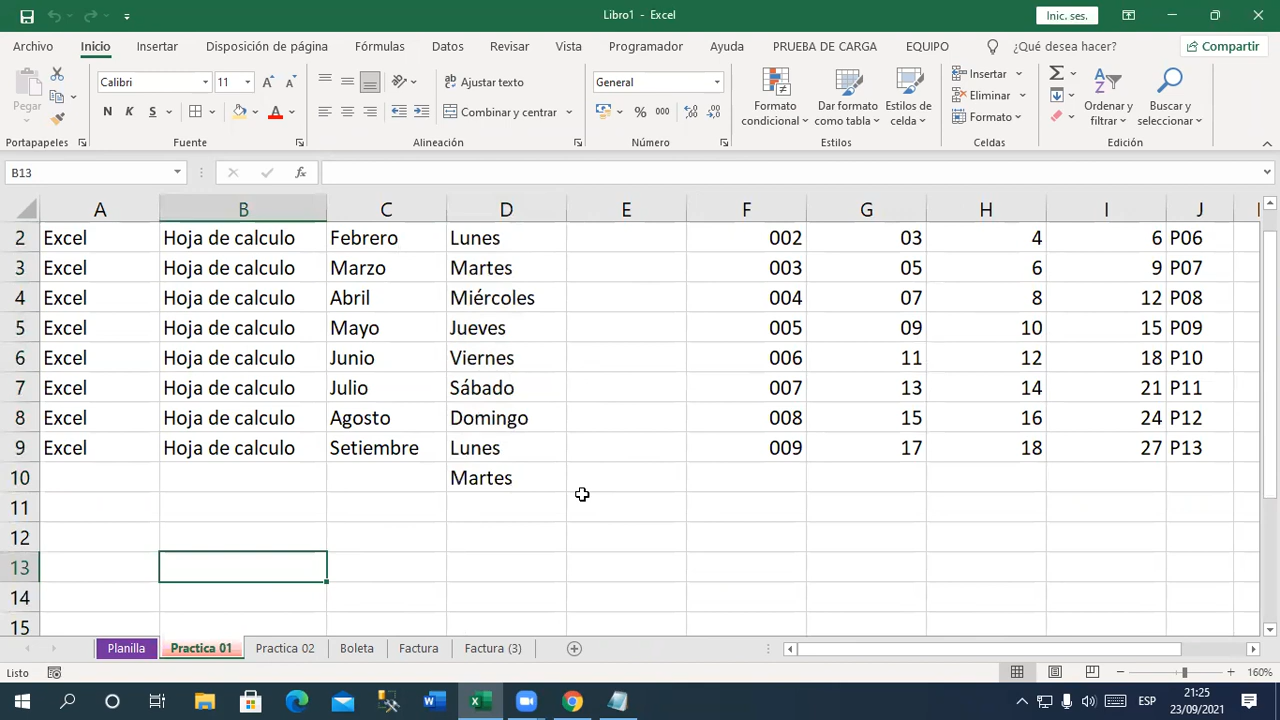 Libro1 - Excel
Inic. ses.
Archivo Inicio Insertar Disposición de página Fórmulas Datos Revisar Vista Programador Ayuda PRUEBA DE CARGA EQUIPO ¿Qué desea hacer? Compartir
Pegar
Calibri 11
N K S
Ajustar texto
Combinar y centrar
General
% 000
Formato condicional
Dar formato como tabla
Estilos de celda
Insertar
Eliminar
Formato
Ordenar y filtrar
Buscar y seleccionar
Portapapeles Fuente Alineación Número Estilos Celdas Edición
B13 fx
A B C D E F G H I J
2 Excel Hoja de calculo Febrero Lunes 002 03 4 6 P06
3 Excel Hoja de calculo Marzo Martes 003 05 6 9 P07
4 Excel Hoja de calculo Abril Miércoles 004 07 8 12 P08
5 Excel Hoja de calculo Mayo Jueves 005 09 10 15 P09
6 Excel Hoja de calculo Junio Viernes 006 11 12 18 P10
7 Excel Hoja de calculo Julio Sábado 007 13 14 21 P11
8 Excel Hoja de calculo Agosto Domingo 008 15 16 24 P12
9 Excel Hoja de calculo Setiembre Lunes 009 17 18 27 P13
10 Martes
11
12
13
14
15
Planilla Practica 01 Practica 02 Boleta Factura Factura (3)
Listo 160%
ESP 21:25
23/09/2021